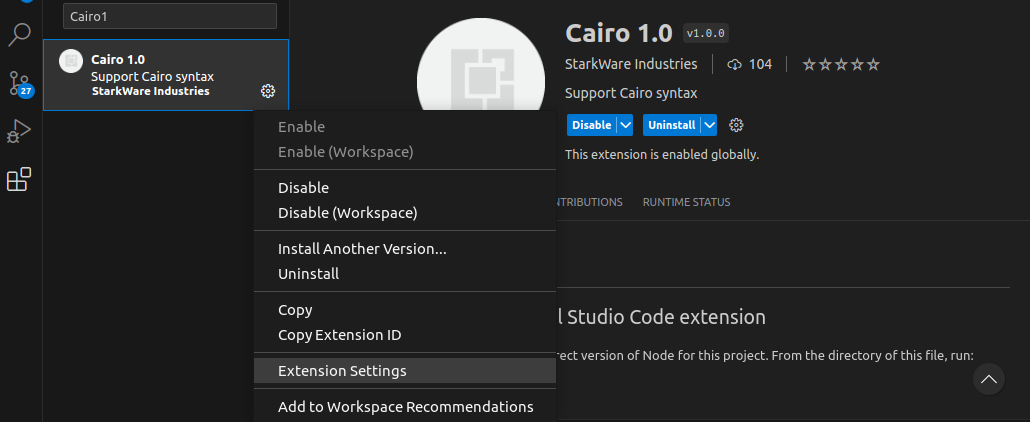 Cairo1
Cairo 1.0
Support Cairo syntax
StarkWare Industries
27
Cairo 1.0 v1.0.0
StarkWare Industries 104
Support Cairo syntax
Disable Uninstall
This extension is enabled globally.
RUNTIME STATUS
Enable
Enable (Workspace)
Disable
Disable (Workspace)
Install Another Version...
Uninstall
Copy
Copy Extension ID
Extension Settings
Add to Workspace Recommendations
Studio Code extension
version of Node for this project. From the directory of this file, run: